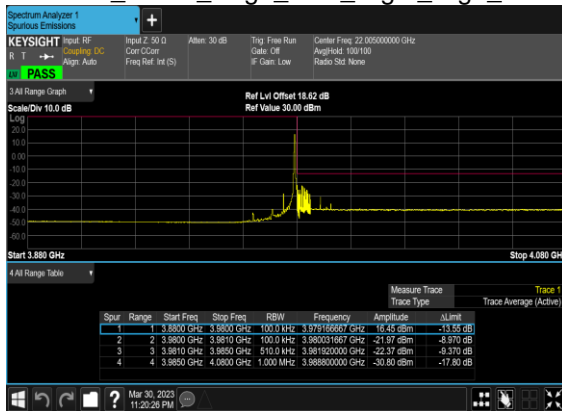 Spectrum Analyzer 1
Spurious Emissions
+
KEYSIGHT Input: RF Input Z: 50 Ω Atten: 30 dB Trig: Free Run Center Freq: 22.005000000 GHz
R T Coupling: DC Corr CCorr Gate: Off Avg|Hold: 100/100
Align: Auto Freq Ref: Int (S) IF Gain: Low Radio Std: None
PASS
3 All Range Graph
Ref Lvl Offset 18.62 dB
Scale/Div 10.0 dB Ref Value 30.00 dBm
Log
20.0
10.0
0.00
-10.0
-20.0
-30.0
-40.0
-50.0
-60.0
Start 3.880 GHz Stop 4.080 GH
4 All Range Table
Measure Trace Trace 1
Trace Type Trace Average (Active)
Spur Range Start Freq Stop Freq RBW Frequency Amplitude ΔLimit
1 1 3.8800 GHz 3.9800 GHz 100.0 kHz 3.979166667 GHz 16.45 dBm -13.55 dB
2 2 3.9800 GHz 3.9810 GHz 100.0 kHz 3.980031667 GHz -21.97 dBm -8.970 dB
3 3 3.9810 GHz 3.9850 GHz 510.0 kHz 3.981920000 GHz -22.37 dBm -9.370 dB
4 4 3.9850 GHz 4.0800 GHz 1.000 MHz 3.988800000 GHz -30.80 dBm -17.80 dB
? Mar 30, 2023
11:20:26 PM